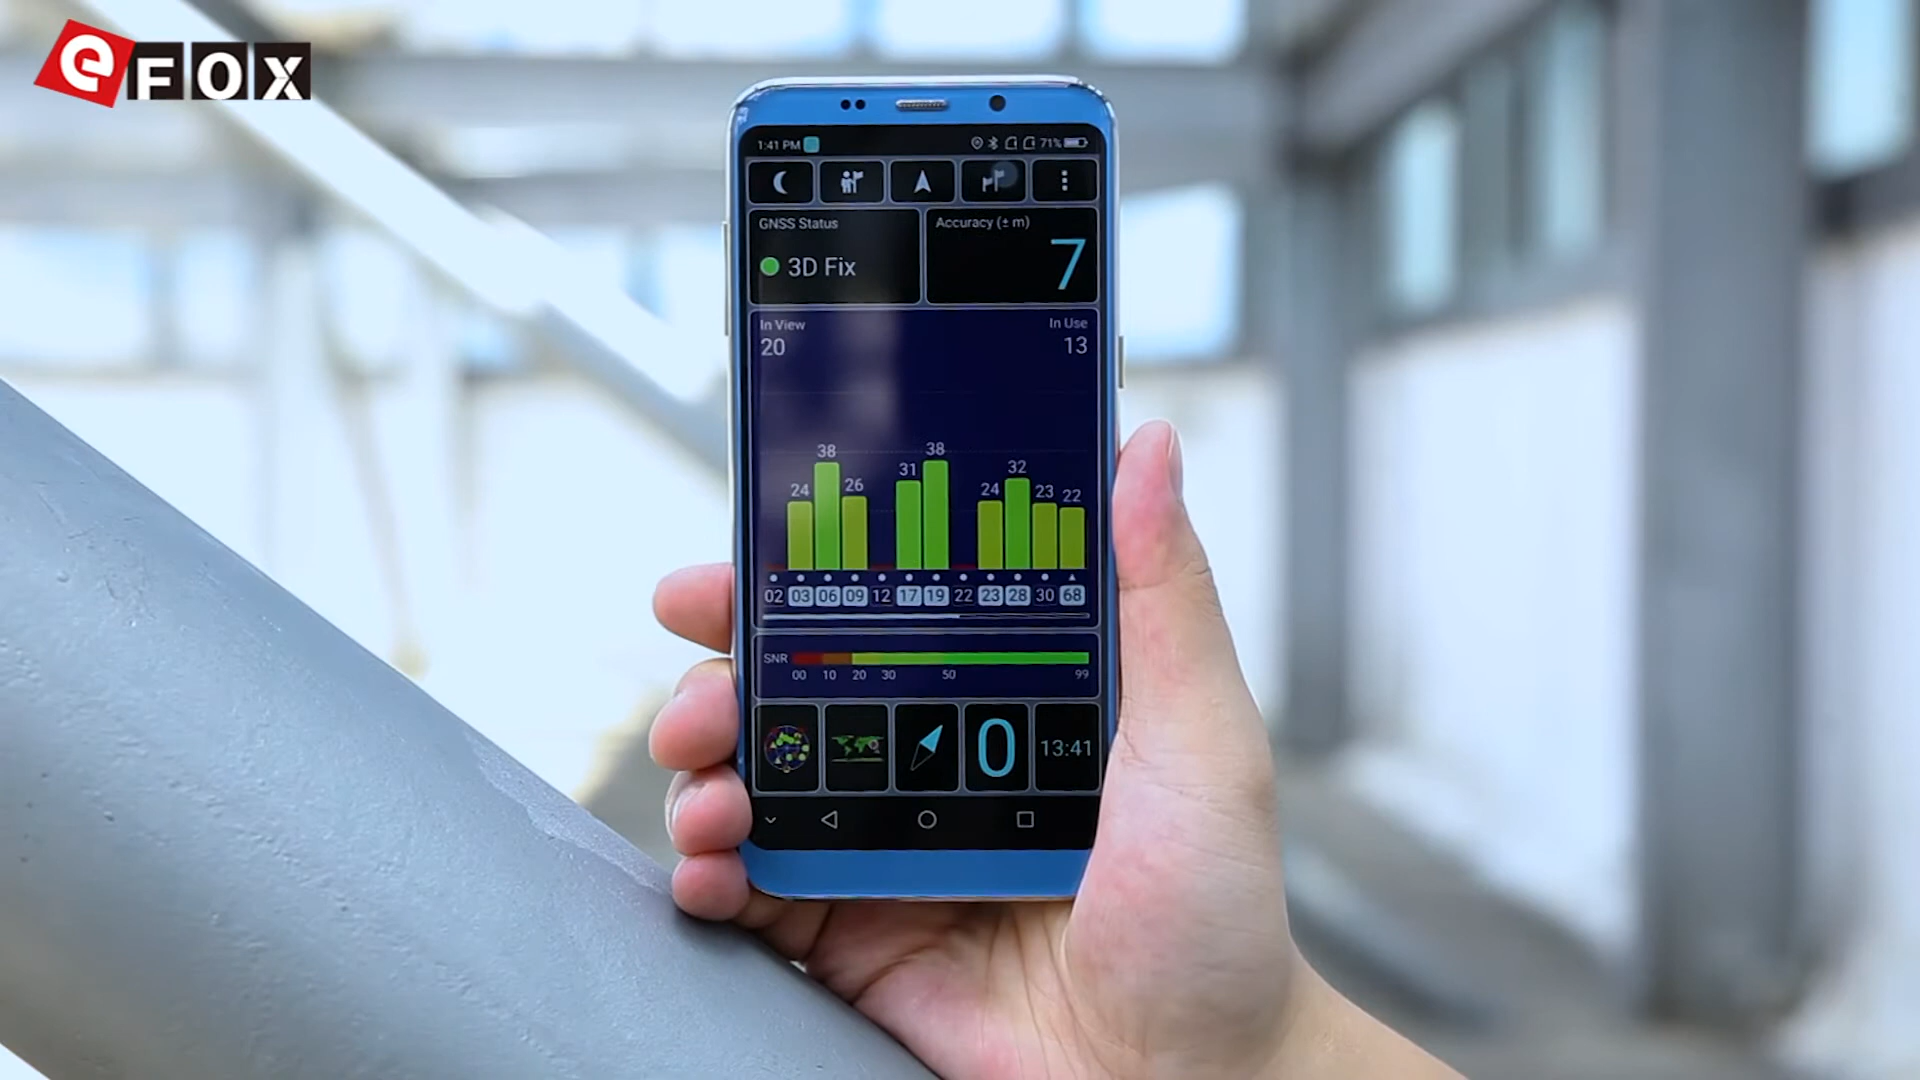 eFOX
1:41 PM 71%
GNSS Status Accuracy (± m)
3D Fix 7
In View In Use
20 13
38 38
24 26 31 24 32 23 22
02 03 06 09 12 17 19 22 23 28 30 68
SNR
00 10 20 30 50 99
0 13:41